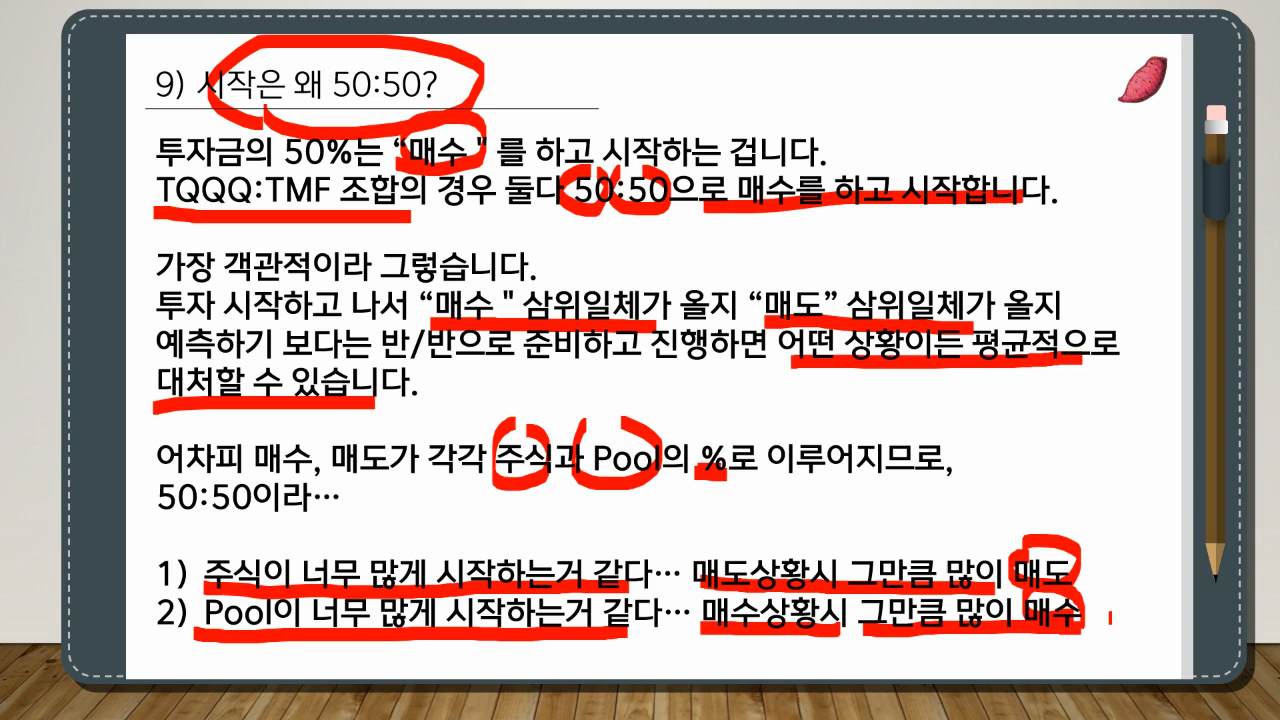 9) 시작은 왜 50:50?
투자금의 50%는 “매수 " 를 하고 시작하는 겁니다.
TQQQ:TMF 조합의 경우 둘다 50:50으로 매수를 하고 시작합니다.
가장 객관적이라 그렇습니다.
투자 시작하고 나서 “매수 " 삼위일체가 올지 “매도” 삼위일체가 올지
예측하기 보다는 반/반으로 준비하고 진행하면 어떤 상황이든 평균적으로
대처할 수 있습니다.
어차피 매수, 매도가 각각 주식과 Pool의 %로 이루어지므로,
50:50이라…
1) 주식이 너무 많게 시작하는거 같다… 매도상황시 그만큼 많이 매도
2) Pool이 너무 많게 시작하는거 같다… 매수상황시 그만큼 많이 매수